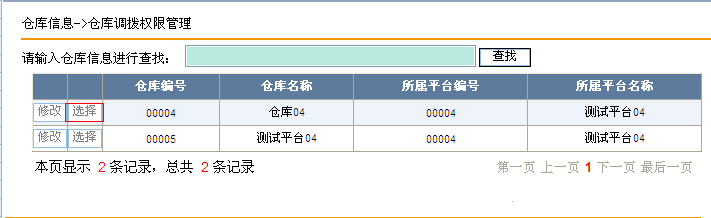 仓库信息->仓库调拨权限管理
请输入仓库信息进行查找: 查找
仓库编号 仓库名称 所属平台编号 所属平台名称
修改 选择 00004 仓库04 00004 测试平台04
修改 选择 00005 测试平台04 00004 测试平台04
本页显示 2 条记录，总共 2 条记录 第一页 上一页 1 下一页 最后一页